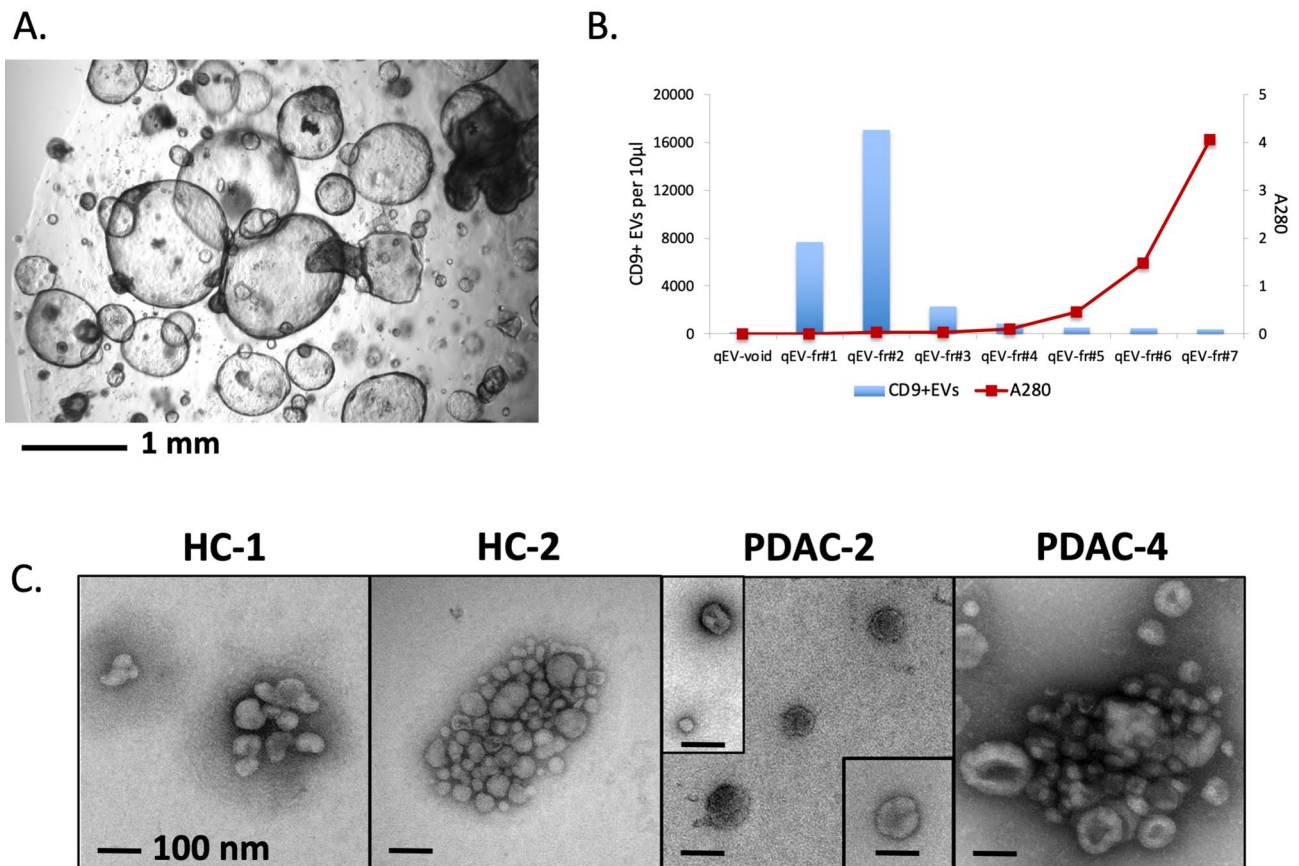 A.
B.
1 mm
CD9+ EVs per 10µl
20000
16000
12000
8000
4000
0
5
4
3
2
1
0
A280
qEV-void qEV-fr#1 qEV-fr#2 qEV-fr#3 qEV-fr#4 qEV-fr#5 qEV-fr#6 qEV-fr#7
CD9+EVs A280
C.
HC-1 HC-2 PDAC-2 PDAC-4
100 nm